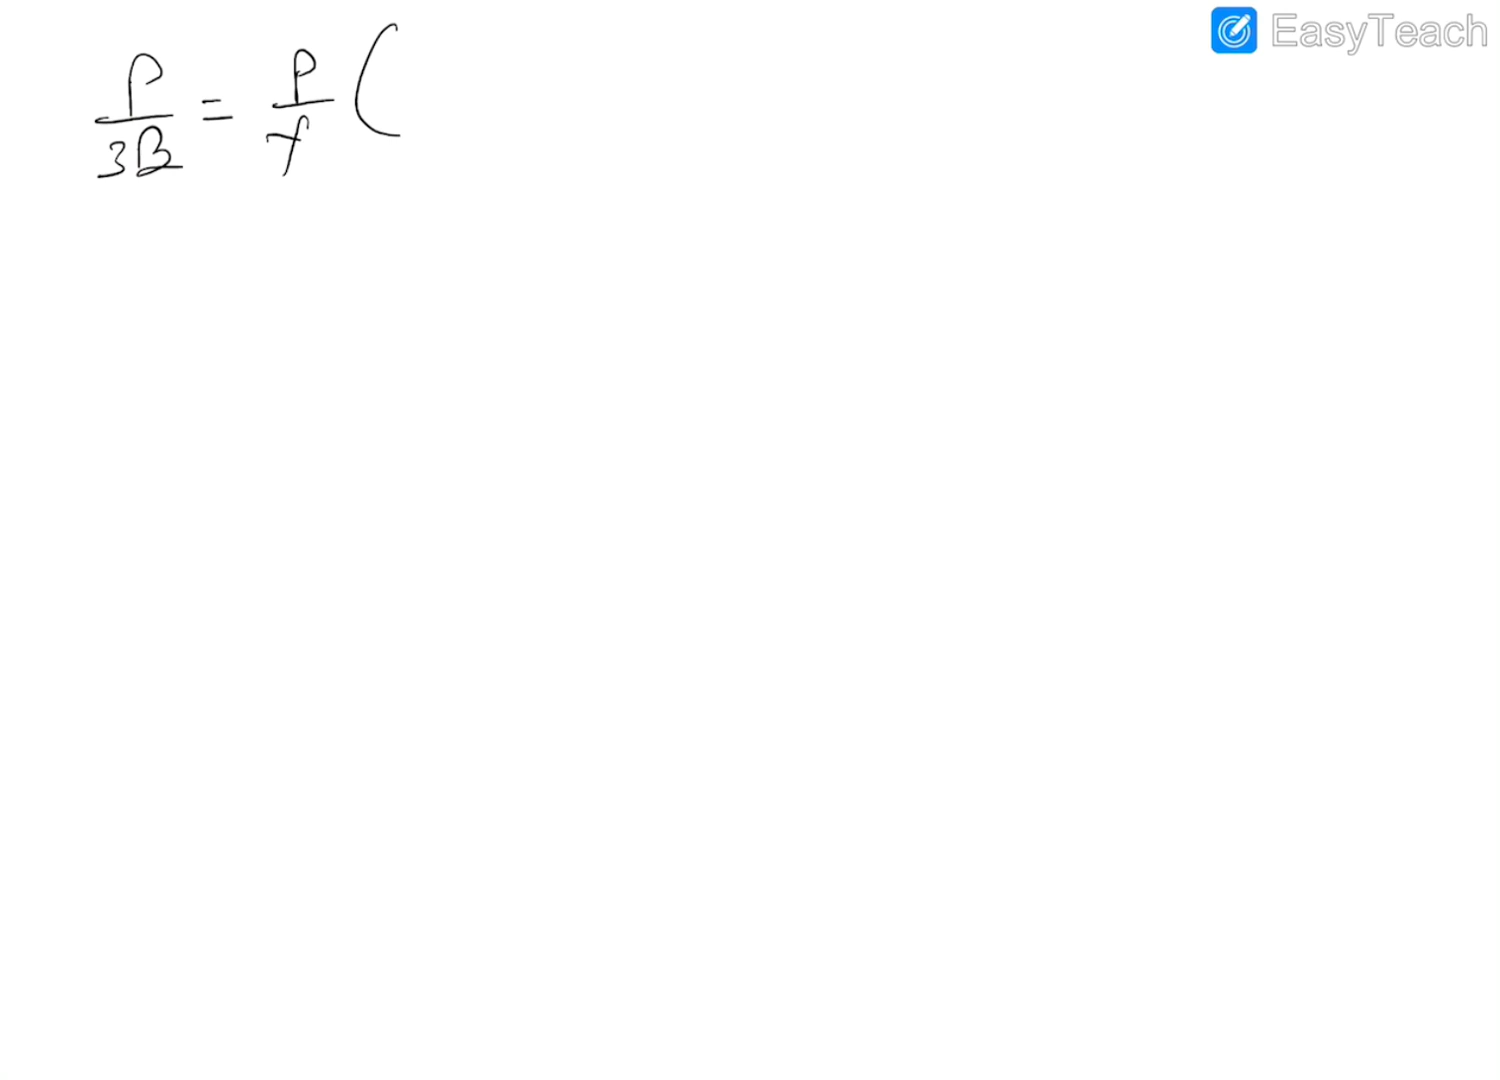 EasyTeach
P/3B = P/Y (